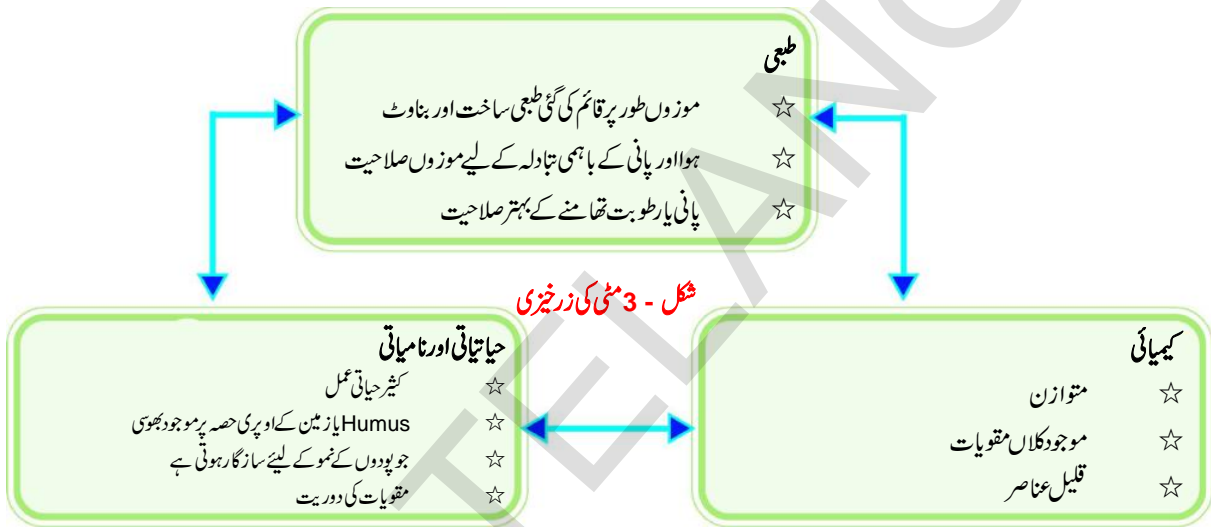 طبعی
☆ موزوں طور پر قائم کی گئی طبعی ساخت اور بناوٹ
☆ ہوا اور پانی کے باہمی تبادلہ کے لیے موزوں صلاحیت
☆ پانی یا رطوبت تھامنے کے بہتر صلاحیت
شکل - 3 مٹی کی زرخیزی
کیمیائی
☆ متوازن
☆ موجود کلاں مقویات
☆ قلیل عناصر
حیاتیاتی اور نامیاتی
☆ کثیر حیاتی عمل
☆ Humus یا زمین کے اوپری حصہ پر موجود بھوسی
☆ جو پودوں کے نمو کے لیئے سازگار ہوتی ہے
☆ مقویات کی دوریت
TELANG